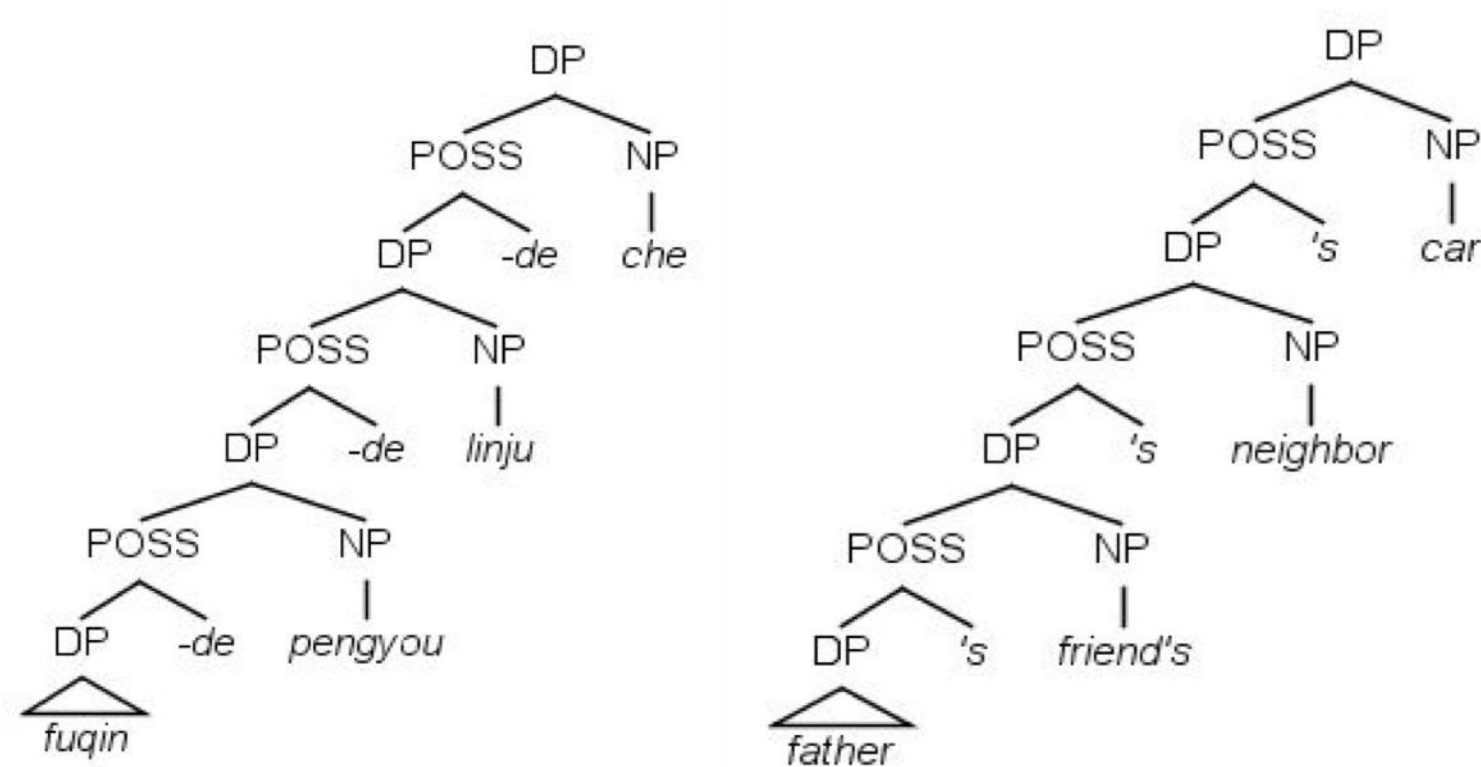 DP
POSS NP
DP -de che
POSS NP
DP -de linju
POSS NP
DP -de pengyou
fuqin
DP
POSS NP
DP 's car
POSS NP
DP 's neighbor
POSS NP
DP 's friend's
father